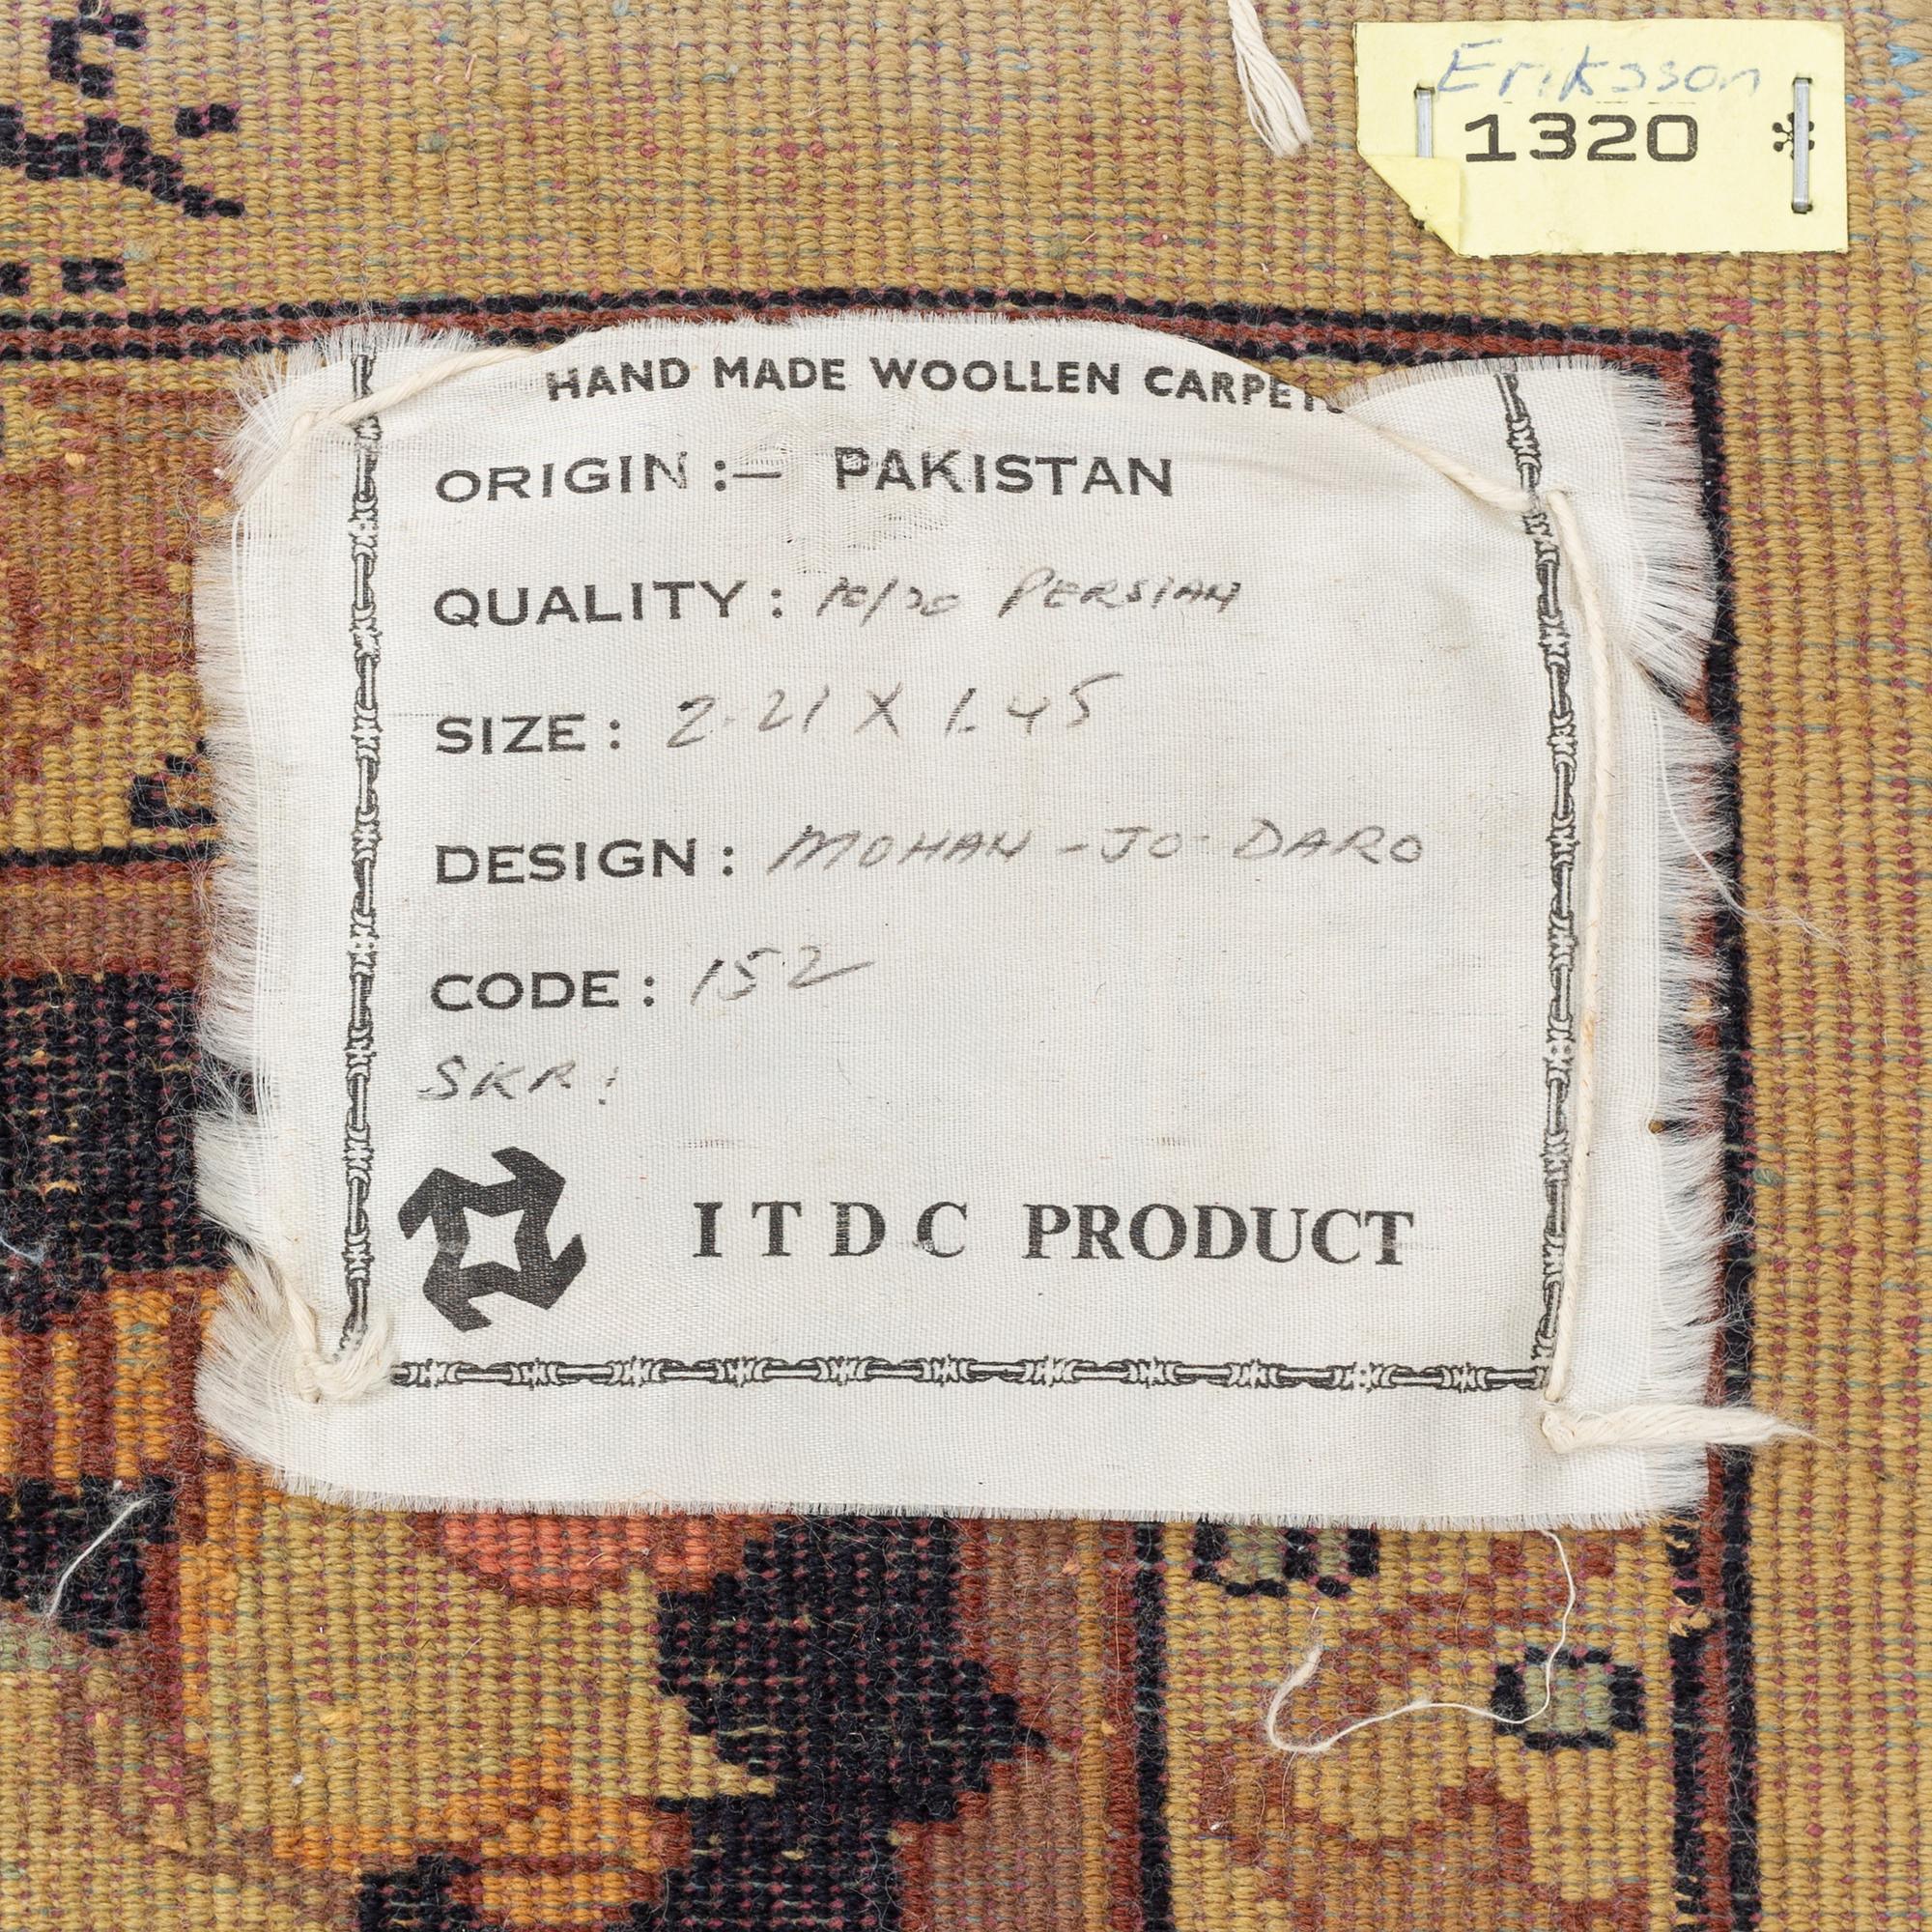 Eriksson
1320
HAND MADE WOOLLEN CARPETS
ORIGIN :— PAKISTAN
QUALITY : PERSIAN
SIZE : 2.21 X 1.45
DESIGN : MOHAN-JO-DARO
CODE : 152
SKR :
ITDC PRODUCT